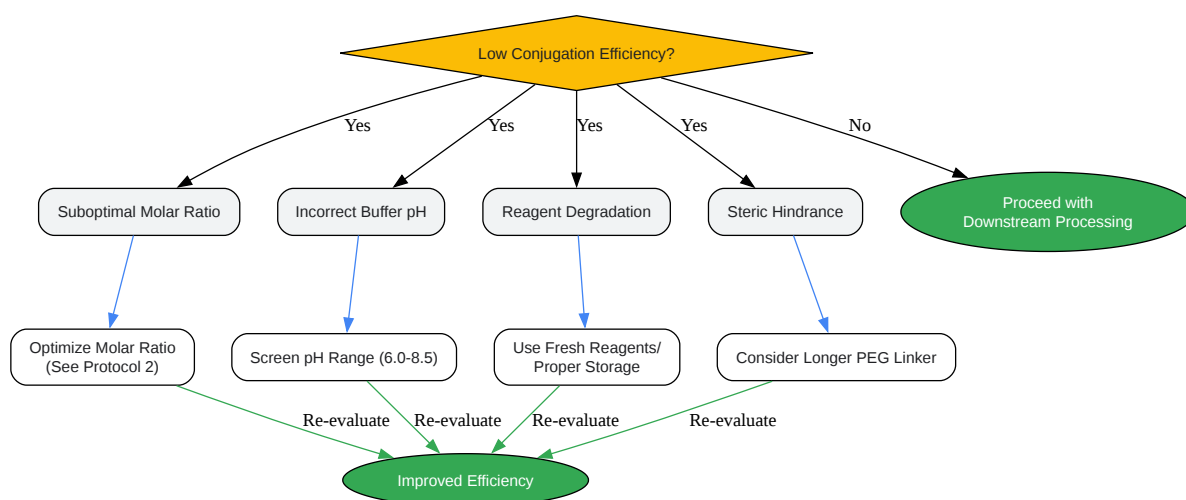 Low Conjugation Efficiency?
Yes
Yes
Yes
Yes
No
Suboptimal Molar Ratio
Incorrect Buffer pH
Reagent Degradation
Steric Hindrance
Proceed with
Downstream Processing
Optimize Molar Ratio
(See Protocol 2)
Screen pH Range (6.0-8.5)
Use Fresh Reagents/
Proper Storage
Consider Longer PEG Linker
Re-evaluate
Re-evaluate
Re-evaluate
Re-evaluate
Improved Efficiency